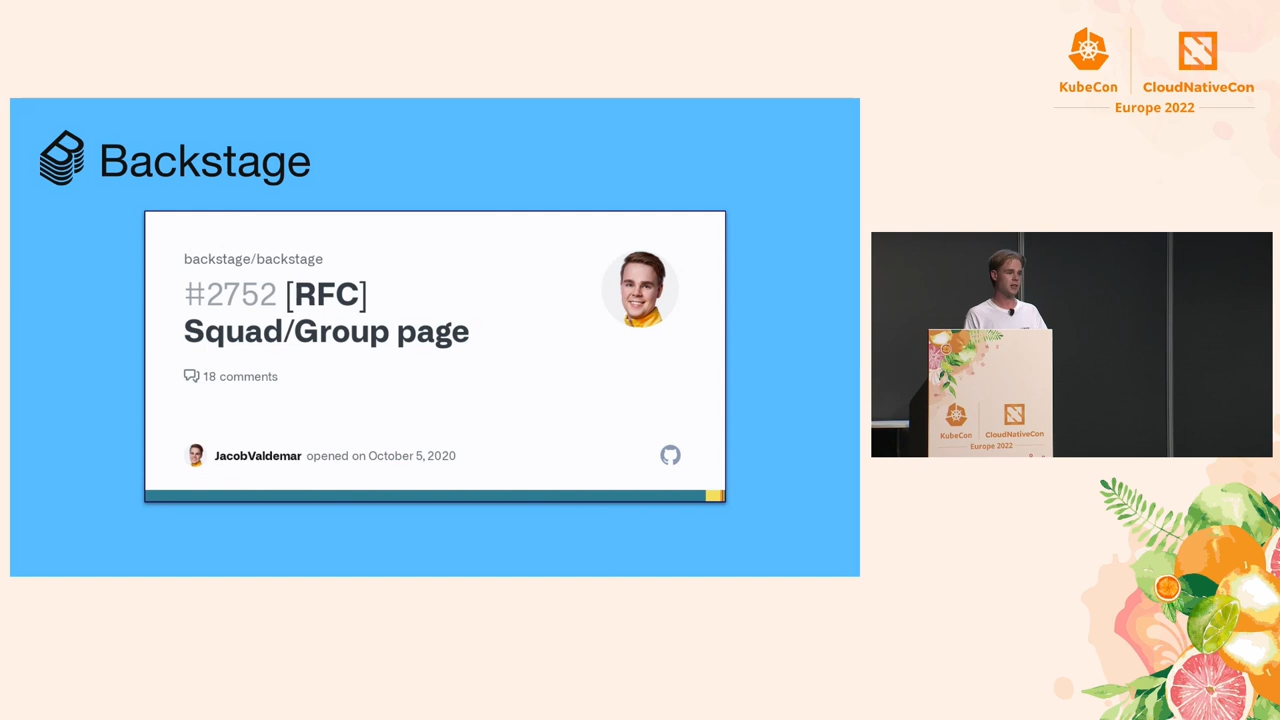 KubeCon
CloudNativeCon
Europe 2022
Backstage
backstage/backstage
#2752 [RFC]
Squad/Group page
18 comments
JacobValdemar opened on October 5, 2020
KubeCon
CloudNativeCon
Europe 2022